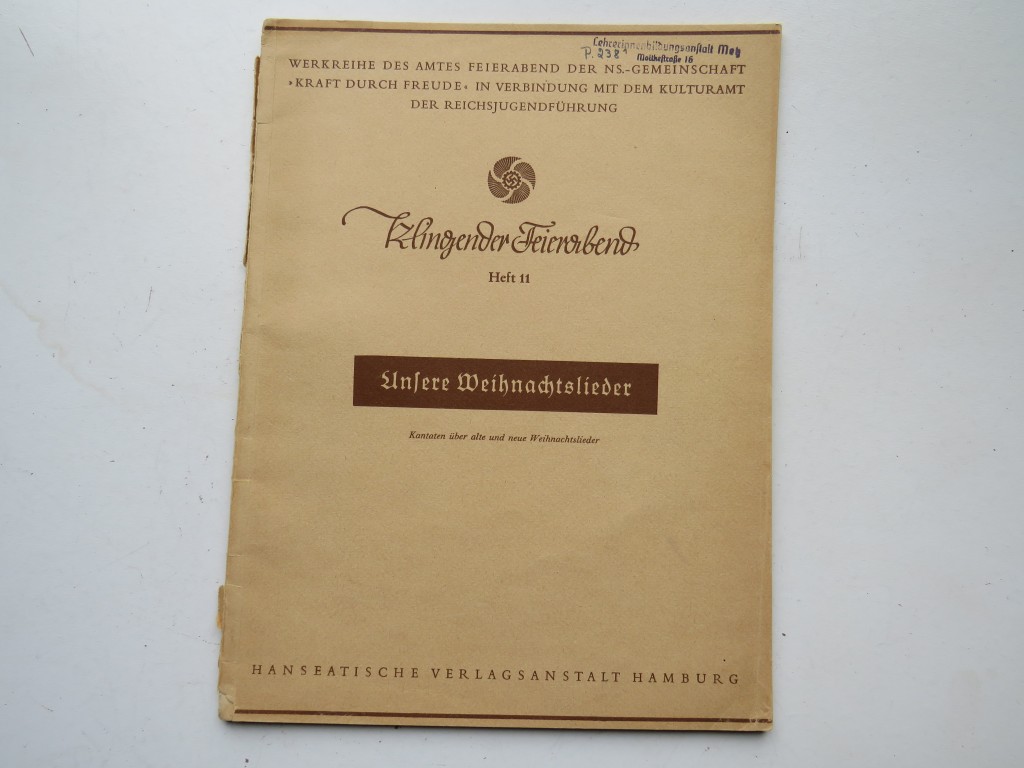 Lehrerinnenbildungsanstalt Metz
P. 238
Moltkestraße 16
WERKREIHE DES AMTES FEIERABEND DER NS.-GEMEINSCHAFT
»KRAFT DURCH FREUDE« IN VERBINDUNG MIT DEM KULTURAMT
DER REICHSJUGENDFÜHRUNG
Klingender Feierabend
Heft 11
Unsere Weihnachtslieder
Kantaten über alte und neue Weihnachtslieder
HANSEATISCHE VERLAGSANSTALT HAMBURG